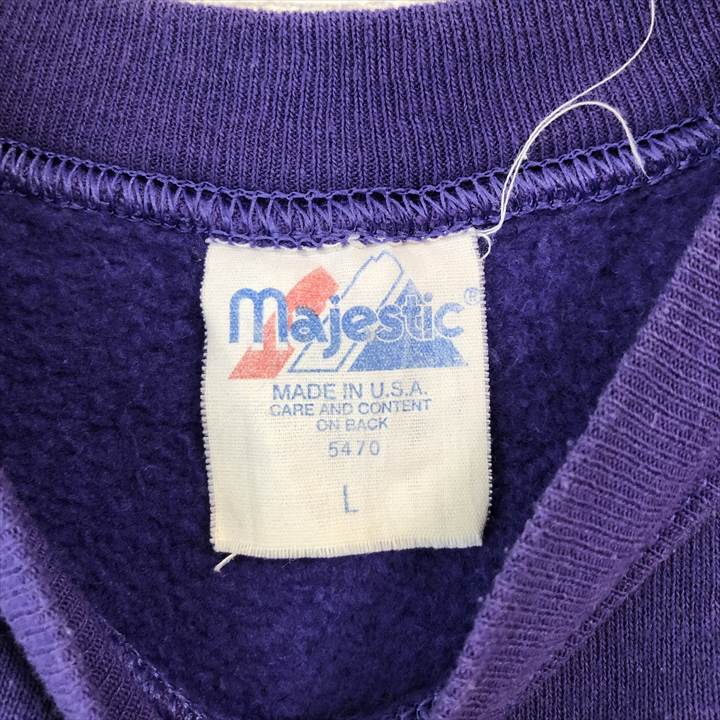 Majestic®
MADE IN U.S.A.
CARE AND CONTENT
ON BACK
5470
L